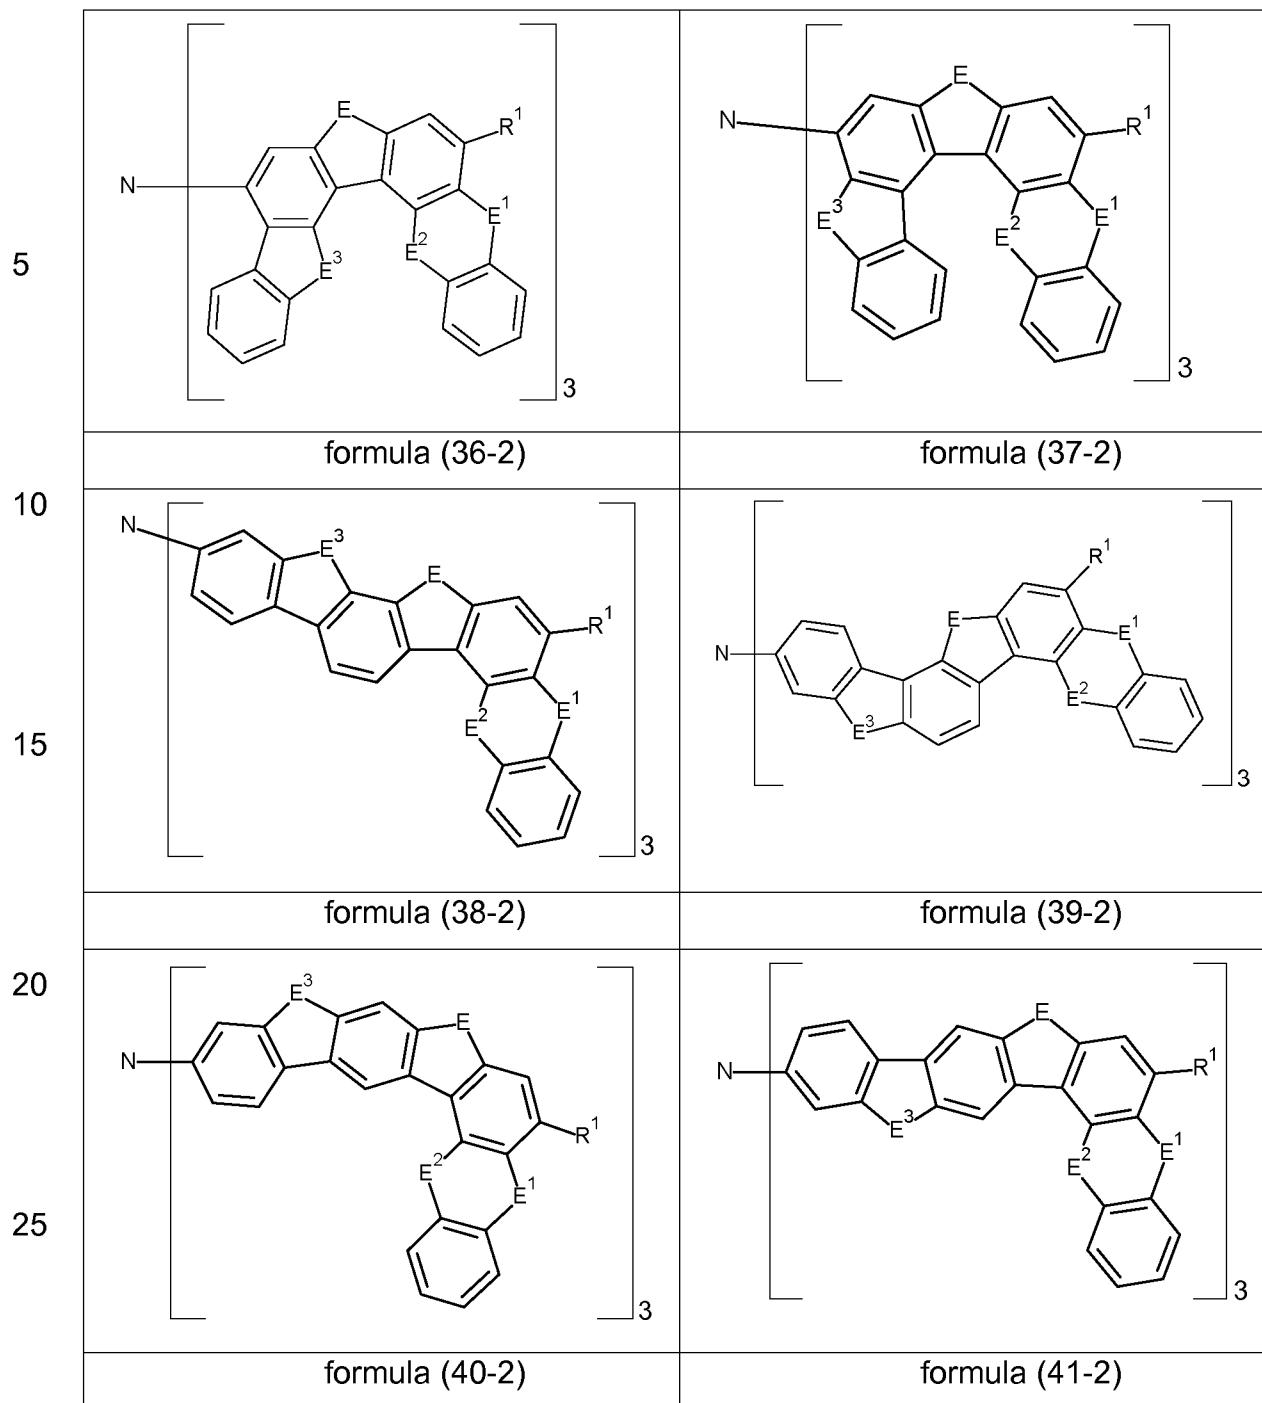 E E
R¹ N R¹
N E¹ E³ E¹
E² E²
5 E³
3 3
formula (36-2) formula (37-2)
10 N E³ E R¹
E R¹ N E E¹
E² E¹ E³ E²
15
3 3
formula (38-2) formula (39-2)
20 E³ E E
N R¹ N R¹
E² E¹ E³ E² E¹
25
3 3
formula (40-2) formula (41-2)